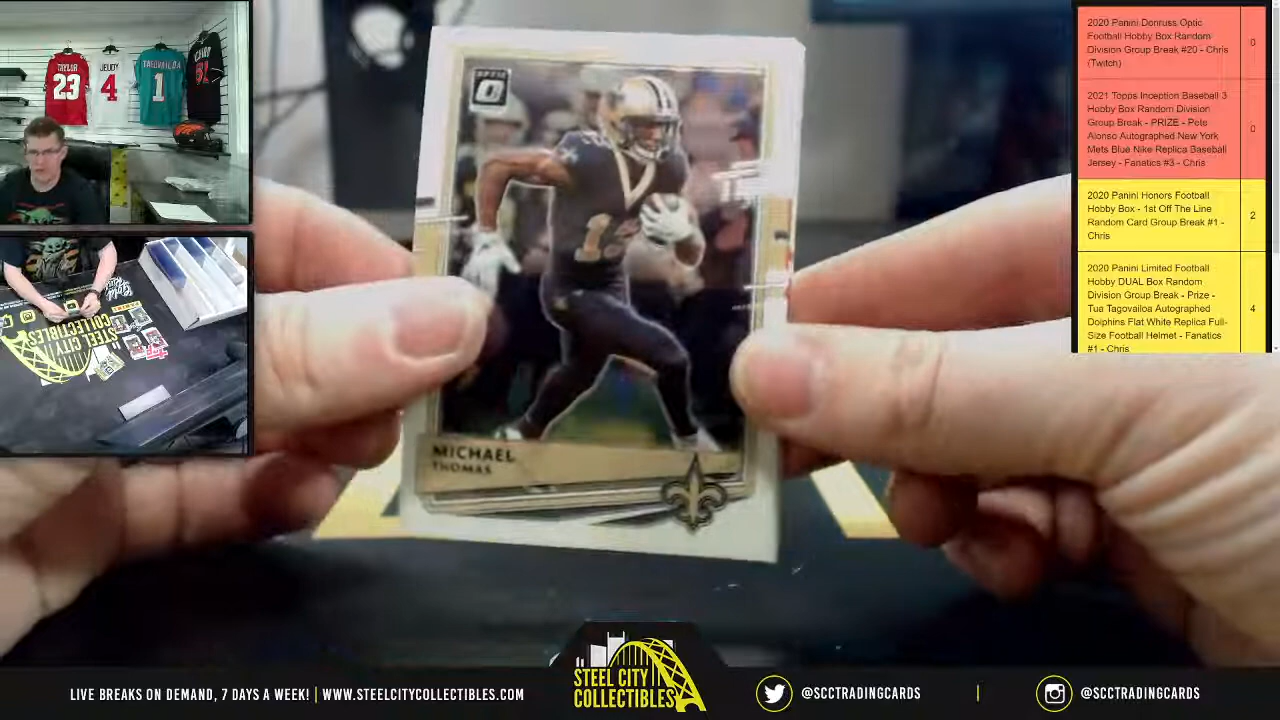 TAYLOR
23
JEUDY
4
TAGOVAILOA
1
2020 Panini Donruss Optic
Football Hobby Box Random
Division Group Break #20 - Chris
(Twitch)
0
2021 Topps Inception Baseball 3
Hobby Box Random Division
Group Break - PRIZE - Pete
Alonso Autographed New York
Mets Blue Nike Replica Baseball
Jersey - Fanatics #3 - Chris
0
2020 Panini Honors Football
Hobby Box - 1st Off The Line
Random Card Group Break #1 -
Chris
2
2020 Panini Limited Football
Hobby DUAL Box Random
Division Group Break - Prize -
Tua Tagovailoa Autographed
Dolphins Flat White Replica Full-
Size Football Helmet - Fanatics
#1 - Chris
4
OPTIC
O
13
MICHAEL
THOMAS
STEEL CITY
COLLECTIBLES
LIVE BREAKS ON DEMAND, 7 DAYS A WEEK! | WWW.STEELCITYCOLLECTIBLES.COM
STEEL CITY
COLLECTIBLES
@SCCTRADINGCARDS | @SCCTRADINGCARDS